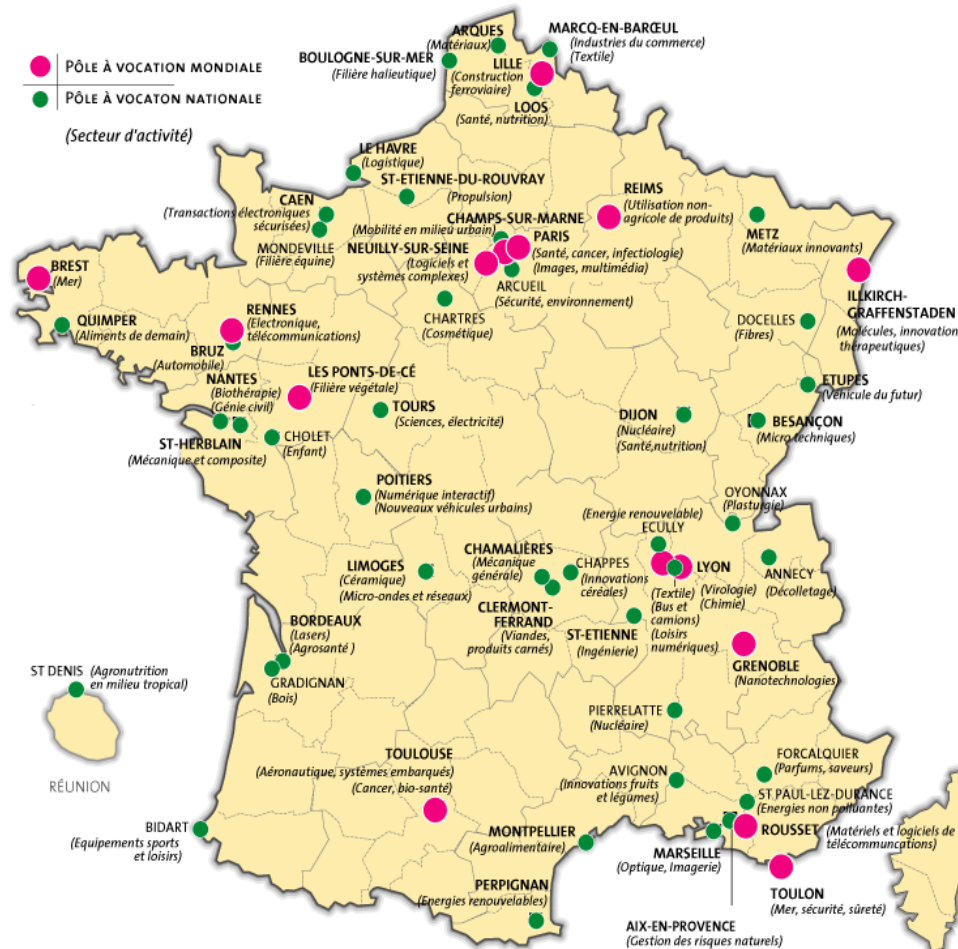 PÔLE À VOCATION MONDIALE
PÔLE À VOCATON NATIONALE
(Secteur d'activité)
ARQUES
(Matériaux)
MARCQ-EN-BARŒUL
(Industries du commerce)
(Textile)
BOULOGNE-SUR-MER
(Filière halieutique)
LILLE
(Construction
ferroviaire)
LOOS
(Santé, nutrition)
LE HAVRE
(Logistique)
ST-ETIENNE-DU-ROUVRAY
(Propulsion)
REIMS
(Utilisation non-
agricole de produits)
CAEN
(Transactions électroniques
sécurisées)
MONDEVILLE
(Filière équine)
CHAMPS-SUR-MARNE
(Mobilité en milieu urbain)
PARIS
(Santé, cancer, infectiologie)
(Images, multimédia)
NEUILLY-SUR-SEINE
(Logiciels et
systèmes complexes)
ARCUEIL
(Sécurité, environnement)
METZ
(Matériaux innovants)
ILLKIRCH-
GRAFFENSTADEN
(Molécules, innovation
thérapeutiques)
BREST
(Mer)
QUIMPER
(Aliments de demain)
RENNES
(Electronique,
télécommunications)
BRUZ
(Automobile)
CHARTRES
(Cosmétique)
DOCELLES
(Fibres)
LES PONTS-DE-CÉ
(Filière végétale)
NANTES
(Biothérapie)
(Génie civil)
ST-HERBLAIN
(Mécanique et composite)
CHOLET
(Enfant)
TOURS
(Sciences, électricité)
DIJON
(Nucléaire)
(Santé,nutrition)
ETUPES
(Véhicule du futur)
BESANÇON
(Micro techniques)
POITIERS
(Numérique interactif)
(Nouveaux véhicules urbains)
OYONNAX
(Plasturgie)
(Energie renouvelable)
ECULLY
LIMOGES
(Céramique)
(Micro-ondes et réseaux)
CHAMALIÈRES
(Mécanique
générale)
CHAPPES
(Innovations
céréales)
CLERMONT-
FERRAND
(Viandes,
produits carnés)
LYON
(Virologie)
(Chimie)
(Textile)
(Bus et
camions)
(Loisirs
numériques)
ANNECY
(Décolletage)
ST-ETIENNE
(Ingénierie)
GRENOBLE
(Nanotechnologies)
BORDEAUX
(Lasers)
(Agrosanté )
GRADIGNAN
(Bois)
ST DENIS (Agronutrition
en milieu tropical)
RÉUNION
PIERRELATTE
(Nucléaire)
TOULOUSE
(Aéronautique, systèmes embarqués)
(Cancer, bio-santé)
AVIGNON
(Innovations fruits
et légumes)
FORCALQUIER
(Parfums, saveurs)
ST PAUL-LEZ-DURANCE
(Energies non polluantes)
ROUSSET
(Matériels et logiciels de
télécommuncations)
BIDART
(Equipements sports
et loisirs)
MONTPELLIER
(Agroalimentaire)
MARSEILLE
(Optique, Imagerie)
TOULON
(Mer, sécurité, sûreté)
PERPIGNAN
(Energies renouvelables)
AIX-EN-PROVENCE
(Gestion des risques naturels)